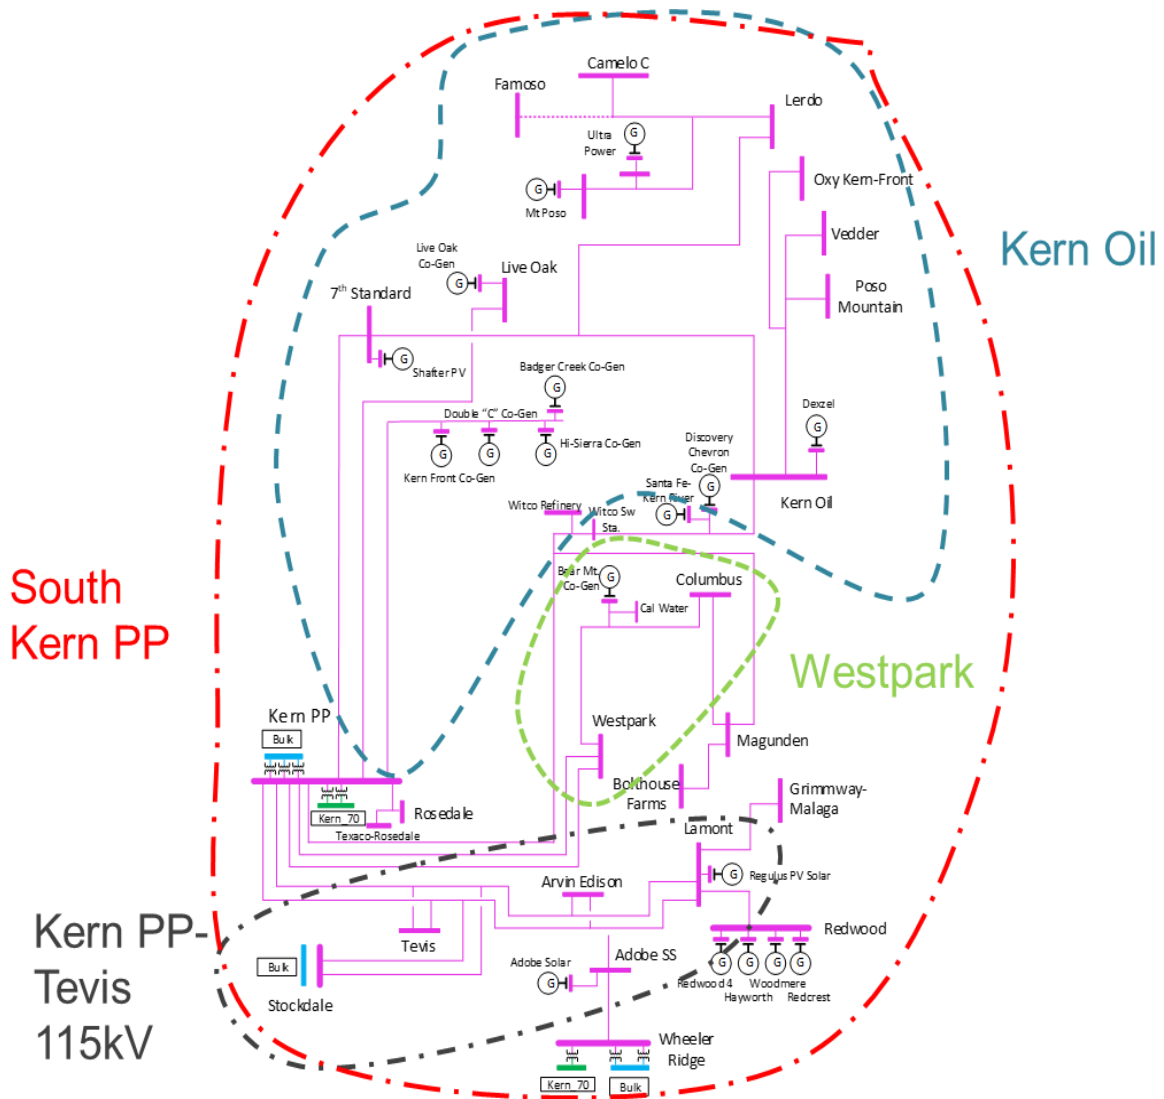 Camelo C
Famoso
Lerdo
Ultra
Power
G
Oxy Kern-Front
G
Mt Poso
Vedder
Kern Oil
Live Oak
Co-Gen
Live Oak
G
Poso
Mountain
7th Standard
G
Shafter PV
Badger Creek Co-Gen
G
Dexzel
Double “C” Co-Gen
G
Hi-Sierra Co-Gen
G
G
G
Kern Front Co-Gen
Discovery
Chevron
Co-Gen
Santa Fe-
Kern River
G
G
Kern Oil
Witco Refinery
Witco Sw
Sta.
South
Kern PP
Bear Mt.
Co-Gen
G
Columbus
Cal Water
Westpark
Kern PP
Bulk
Westpark
Magunden
Bolthouse
Farms
Grimmway-
Malaga
Kern_70
Rosedale
Texaco-Rosedale
Lamont
G
Regulus PV Solar
Arvin Edison
Kern PP-
Tevis
115kV
Tevis
Redwood
Bulk
Stockdale
Adobe Solar
G
Adobe SS
G
G
G
G
Redwood 4
Woodmere
Hayworth
Redcrest
Wheeler
Ridge
Kern_70
Bulk